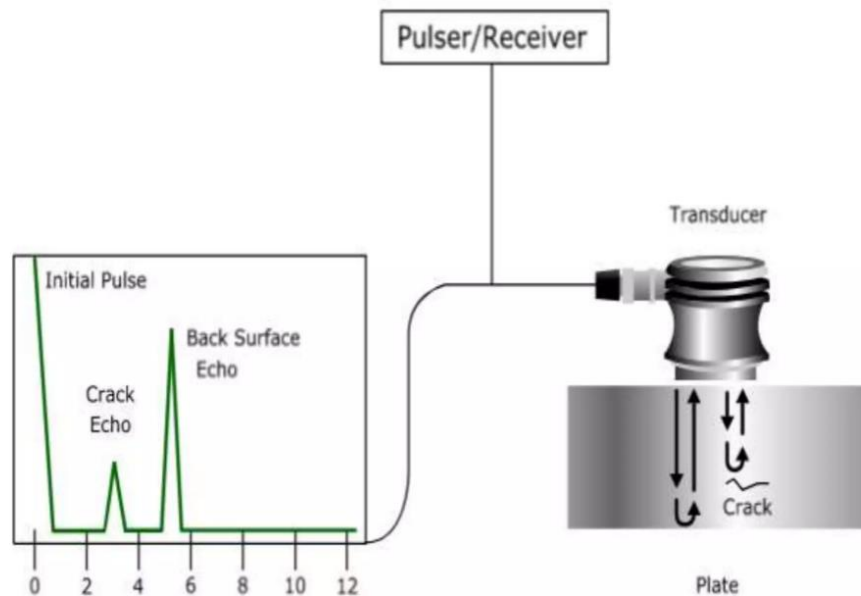 Pulser/Receiver
Transducer
Initial Pulse
Back Surface
Echo
Crack
Echo
Crack
0 2 4 6 8 10 12
Plate